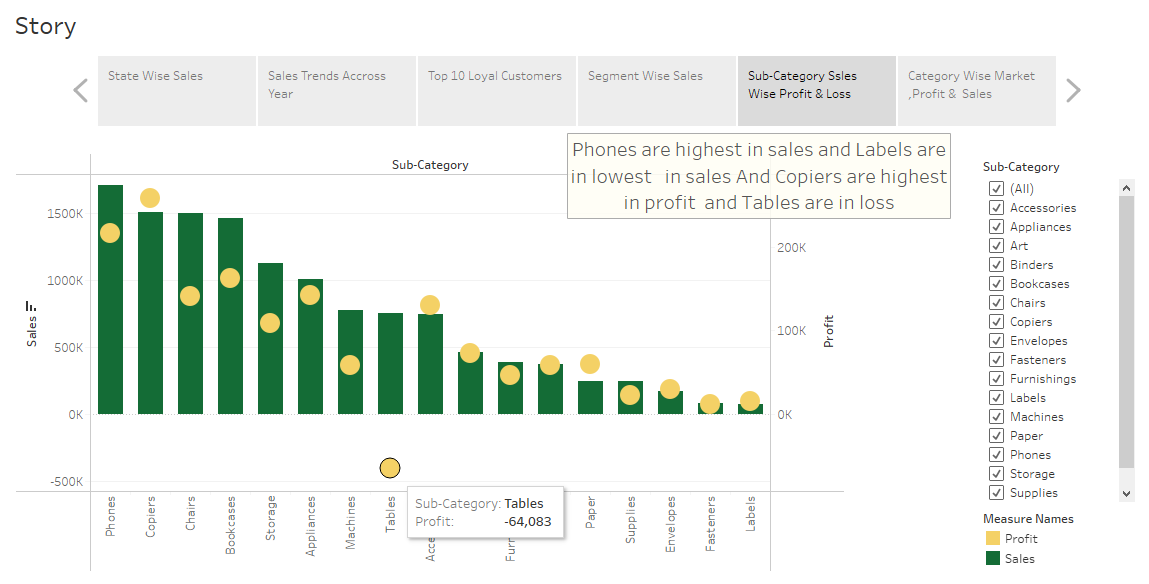 Story
State Wise Sales
Sales Trends Accross
Year
Top 10 Loyal Customers
Segment Wise Sales
Sub-Category Ssles
Wise Profit & Loss
Category Wise Market
,Profit & Sales
Phones are highest in sales and Labels are
in lowest in sales And Copiers are highest
in profit and Tables are in loss
Sub-Category
1500K
1000K
500K
0K
-500K
Sales
200K
100K
0K
Profit
Phones
Copiers
Chairs
Bookcases
Storage
Appliances
Machines
Tables
Paper
Supplies
Envelopes
Fasteners
Labels
Sub-Category: Tables
Profit: -64,083
Sub-Category
(All)
Accessories
Appliances
Art
Binders
Bookcases
Chairs
Copiers
Envelopes
Fasteners
Furnishings
Labels
Machines
Paper
Phones
Storage
Supplies
Measure Names
Profit
Sales